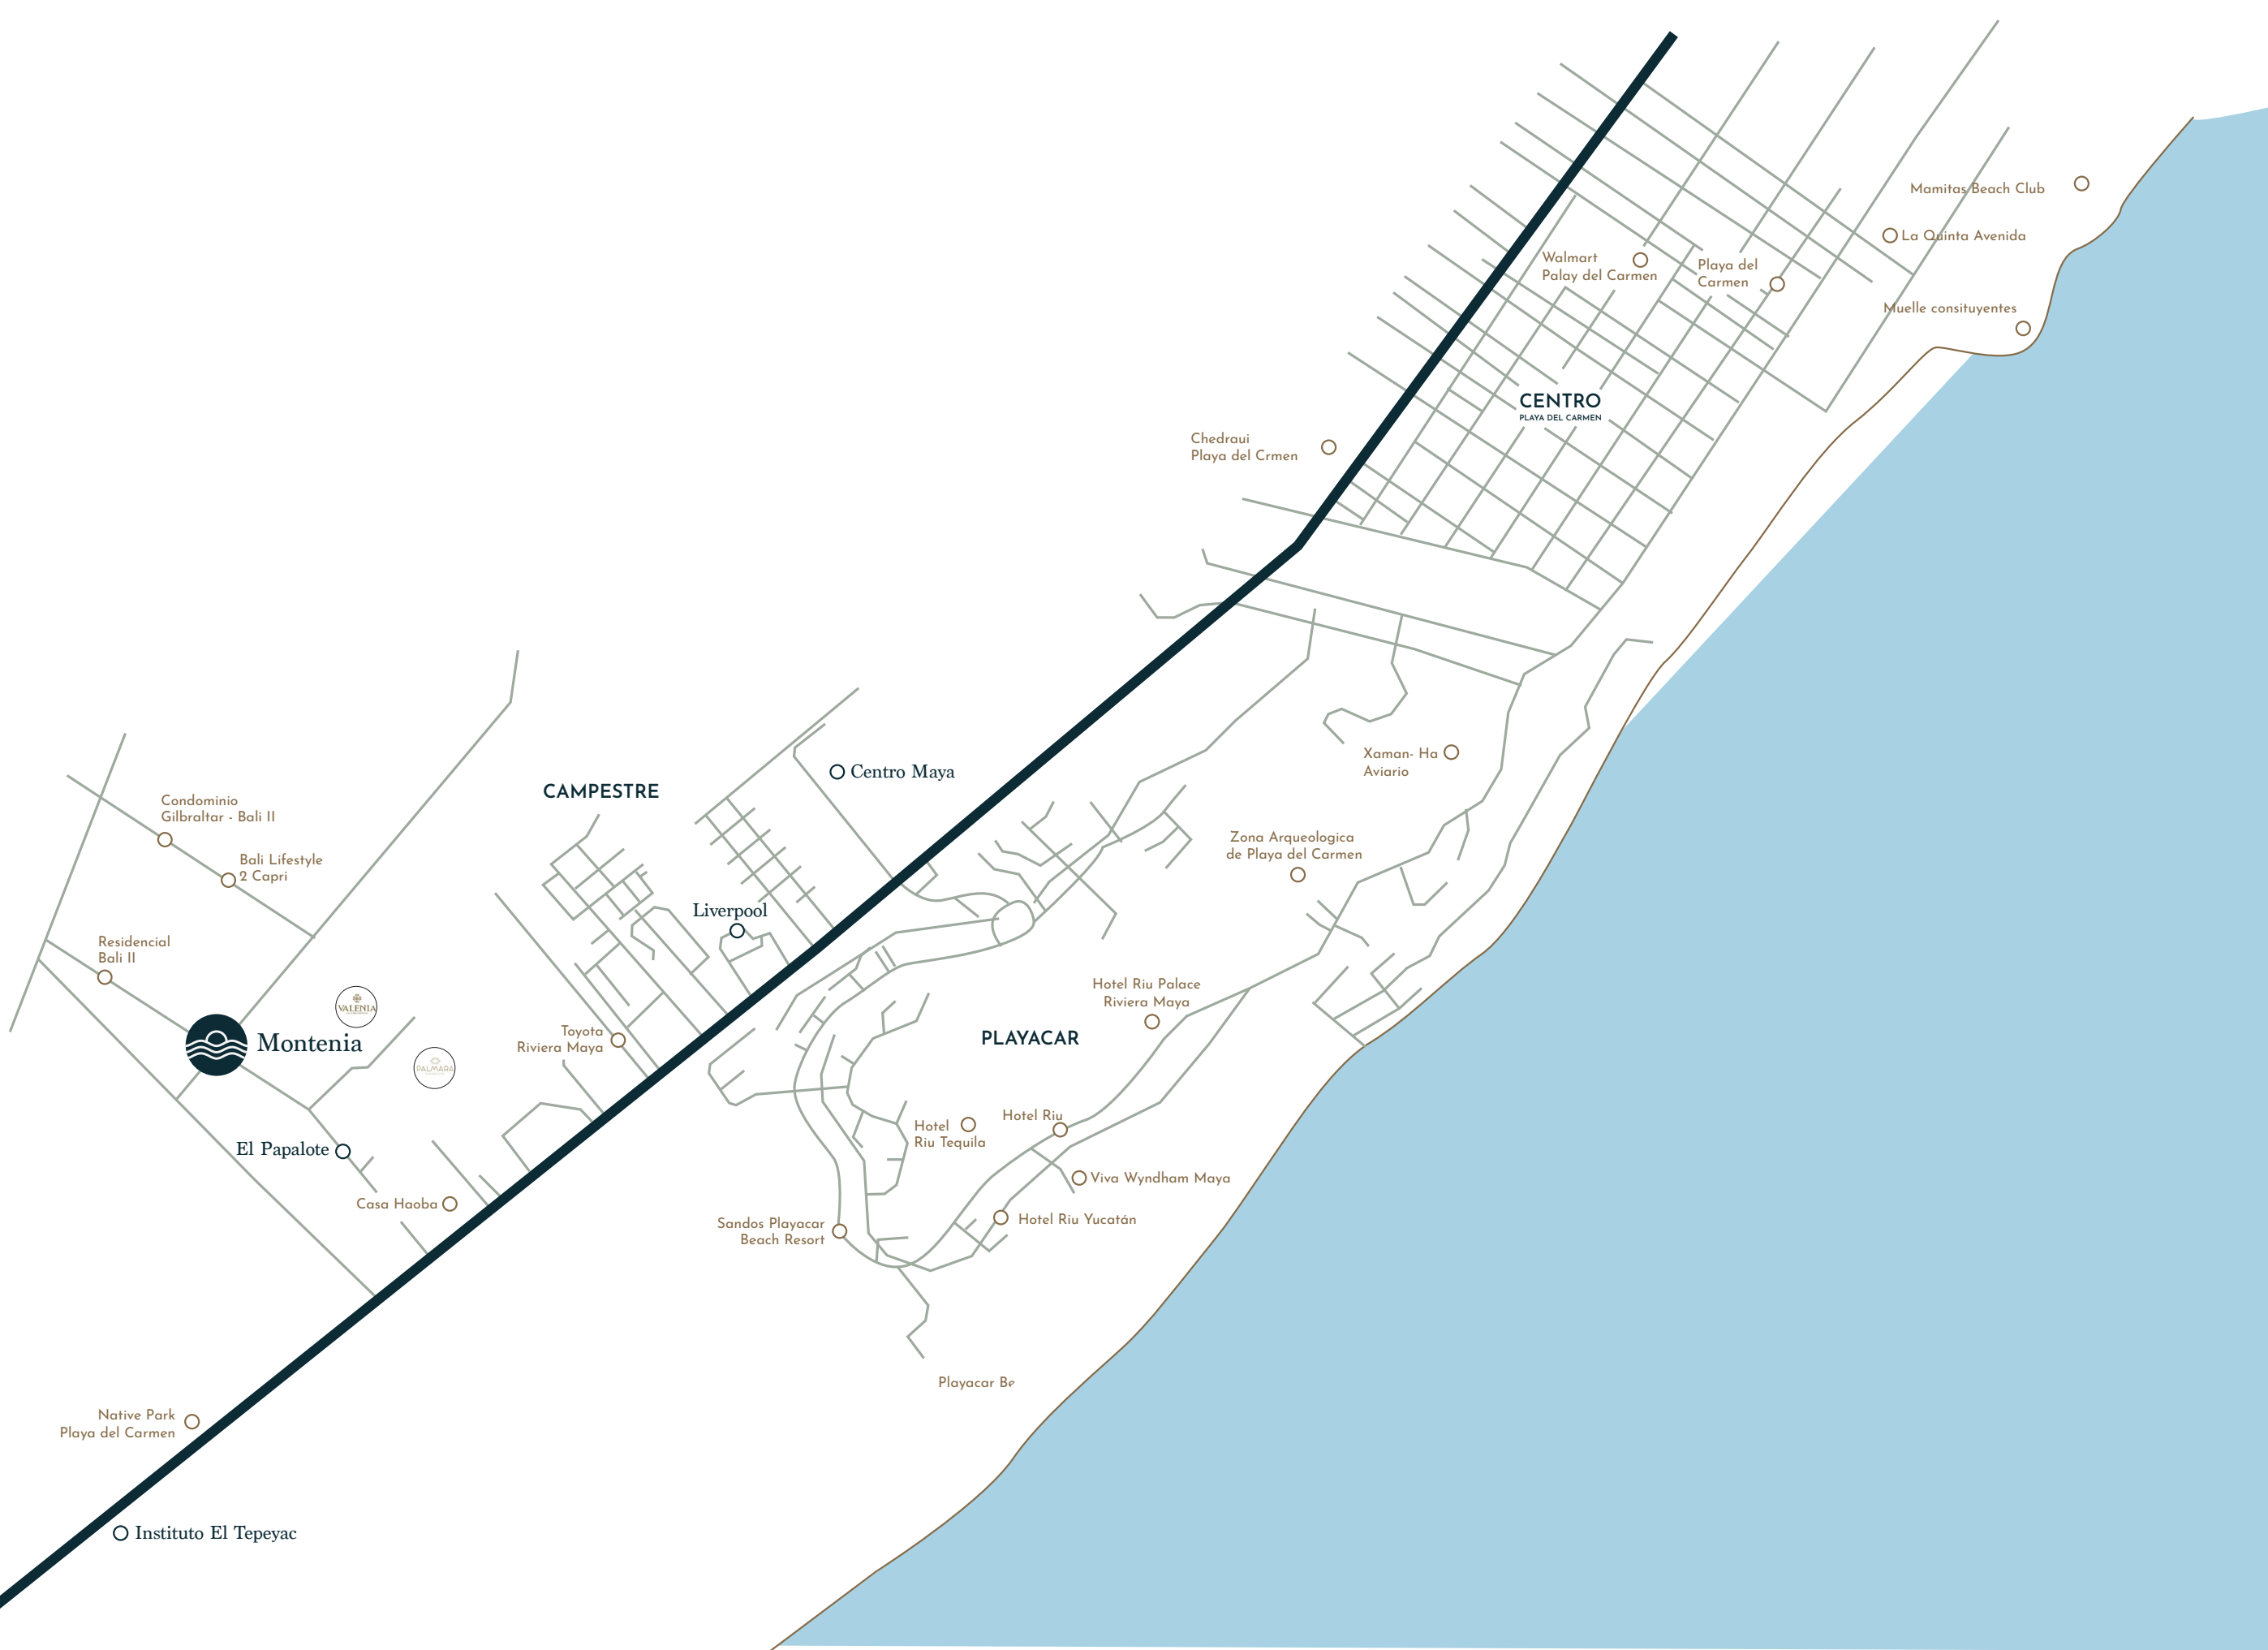 Mamitas Beach Club
La Quinta Avenida
Walmart
Palay del Carmen
Playa del
Carmen
Muelle consituyentes
CENTRO
PLAYA DEL CARMEN
Chedraui
Playa del Crmen
Xaman- Ha
Aviario
Centro Maya
CAMPESTRE
Condominio
Gilbraltar - Bali II
Zona Arqueologica
de Playa del Carmen
Bali Lifestyle
2 Capri
Liverpool
Residencial
Bali II
Hotel Riu Palace
Riviera Maya
VALENIA
Toyota
Riviera Maya
Montenia
PLAYACAR
PALMARA
Hotel Riu
Hotel
Riu Tequila
El Papalote
Viva Wyndham Maya
Casa Haoba
Sandos Playacar
Beach Resort
Hotel Riu Yucatán
Playacar Be
Native Park
Playa del Carmen
Instituto El Tepeyac